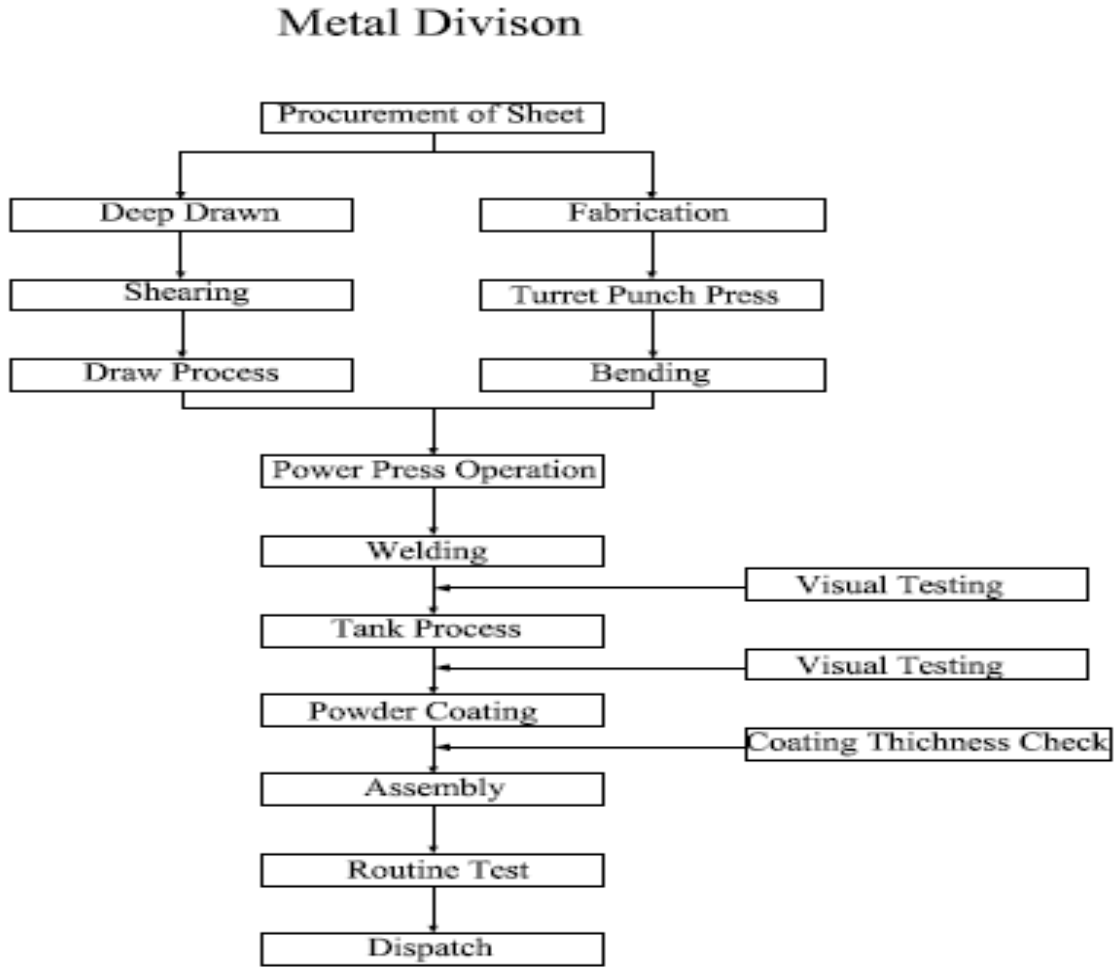 Metal Divison
Procurement of Sheet
Deep Drawn
Fabrication
Shearing
Turret Punch Press
Draw Process
Bending
Power Press Operation
Welding
Visual Testing
Tank Process
Visual Testing
Powder Coating
Coating Thichness Check
Assembly
Routine Test
Dispatch